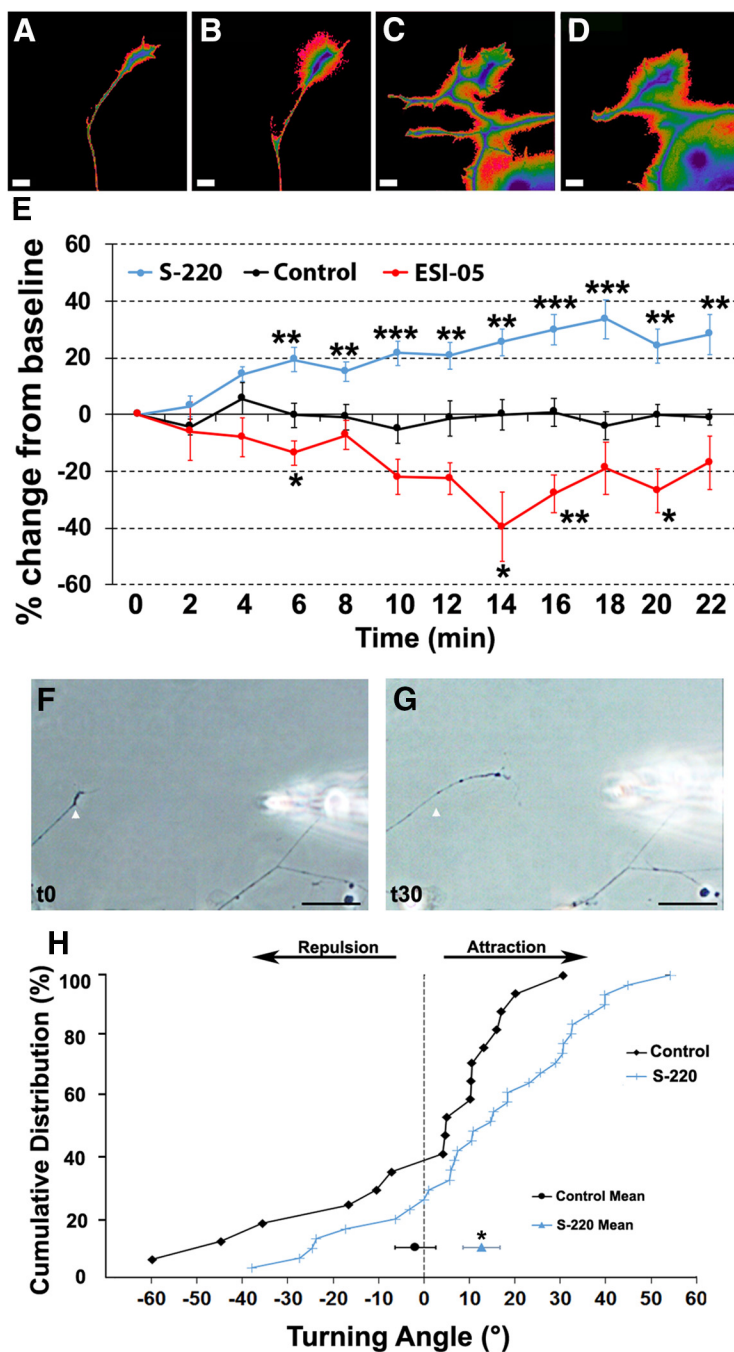 A B C D
E
60
40
20
0
-20
-40
-60
% change from baseline
S-220 Control ESI-05
** ** *** ** ** *** *** ** **
* * ** *
0 2 4 6 8 10 12 14 16 18 20 22
Time (min)
F G
t0 t30
H
Repulsion Attraction
100
80
60
40
20
0
Cumulative Distribution (%)
Control
S-220
Control Mean
S-220 Mean
*
-60 -50 -40 -30 -20 -10 0 10 20 30 40 50 60
Turning Angle (°)